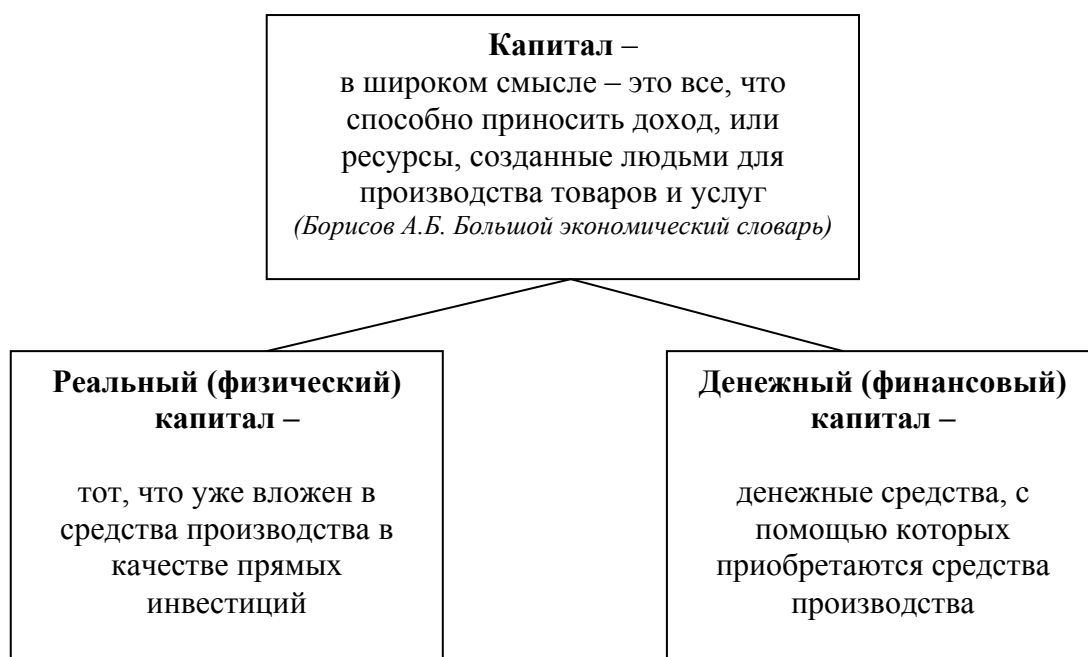 Капитал –
в широком смысле – это все, что
способно приносить доход, или
ресурсы, созданные людьми для
производства товаров и услуг
(Борисов А.Б. Большой экономический словарь)
Реальный (физический)
капитал –
тот, что уже вложен в
средства производства в
качестве прямых
инвестиций
Денежный (финансовый)
капитал –
денежные средства, с
помощью которых
приобретаются средства
производства